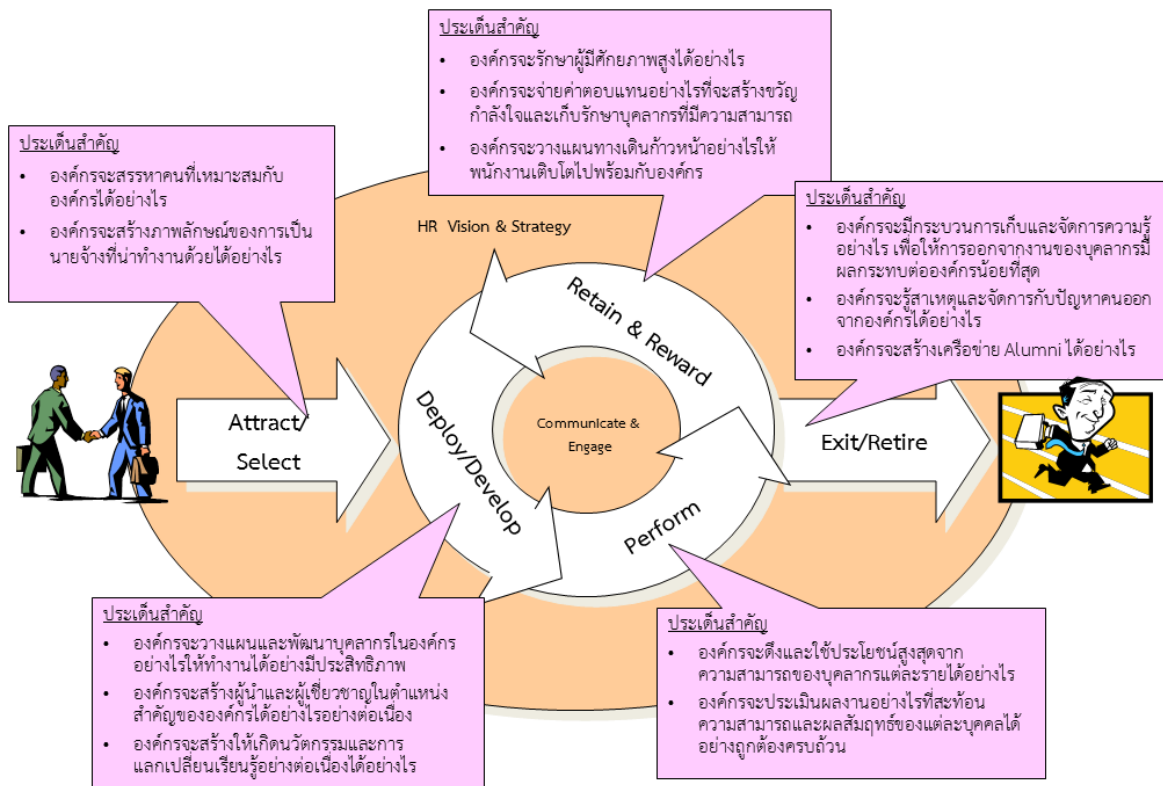 ประเด็นสำคัญ
• องค์กรจะรักษาผู้มีศักยภาพสูงได้อย่างไร
• องค์กรจะจ่ายค่าตอบแทนอย่างไรที่จะสร้างขวัญ
กำลังใจและเก็บรักษาบุคลากรที่มีความสามารถ
• องค์กรจะวางแผนทางเดินก้าวหน้าอย่างไรให้
พนักงานเติบโตไปพร้อมกับองค์กร
ประเด็นสำคัญ
• องค์กรจะสรรหาคนที่เหมาะสมกับ
องค์กรได้อย่างไร
• องค์กรจะสร้างภาพลักษณ์ของการเป็น
นายจ้างที่น่าทำงานด้วยได้อย่างไร
ประเด็นสำคัญ
• องค์กรจะมีกระบวนการเก็บและจัดการความรู้
อย่างไร เพื่อให้การออกจากงานของบุคลากรมี
ผลกระทบต่อองค์กรน้อยที่สุด
• องค์กรจะรู้สาเหตุและจัดการกับปัญหาคนออก
จากองค์กรได้อย่างไร
• องค์กรจะสร้างเครือข่าย Alumni ได้อย่างไร
HR Vision & Strategy
Retain & Reward
Attract/
Select
Deploy/Develop
Communicate &
Engage
Exit/Retire
Perform
ประเด็นสำคัญ
• องค์กรจะวางแผนและพัฒนาบุคลากรในองค์กร
อย่างไรให้ทำงานได้อย่างมีประสิทธิภาพ
• องค์กรจะสร้างผู้นำและผู้เชี่ยวชาญในตำแหน่ง
สำคัญขององค์กรได้อย่างไรอย่างต่อเนื่อง
• องค์กรจะสร้างให้เกิดนวัตกรรมและการ
แลกเปลี่ยนเรียนรู้อย่างต่อเนื่องได้อย่างไร
ประเด็นสำคัญ
• องค์กรจะดึงและใช้ประโยชน์สูงสุดจาก
ความสามารถของบุคลากรแต่ละรายได้อย่างไร
• องค์กรจะประเมินผลงานอย่างไรที่สะท้อน
ความสามารถและผลสัมฤทธ์ของแต่ละบุคคลได้
อย่างถูกต้องครบถ้วน